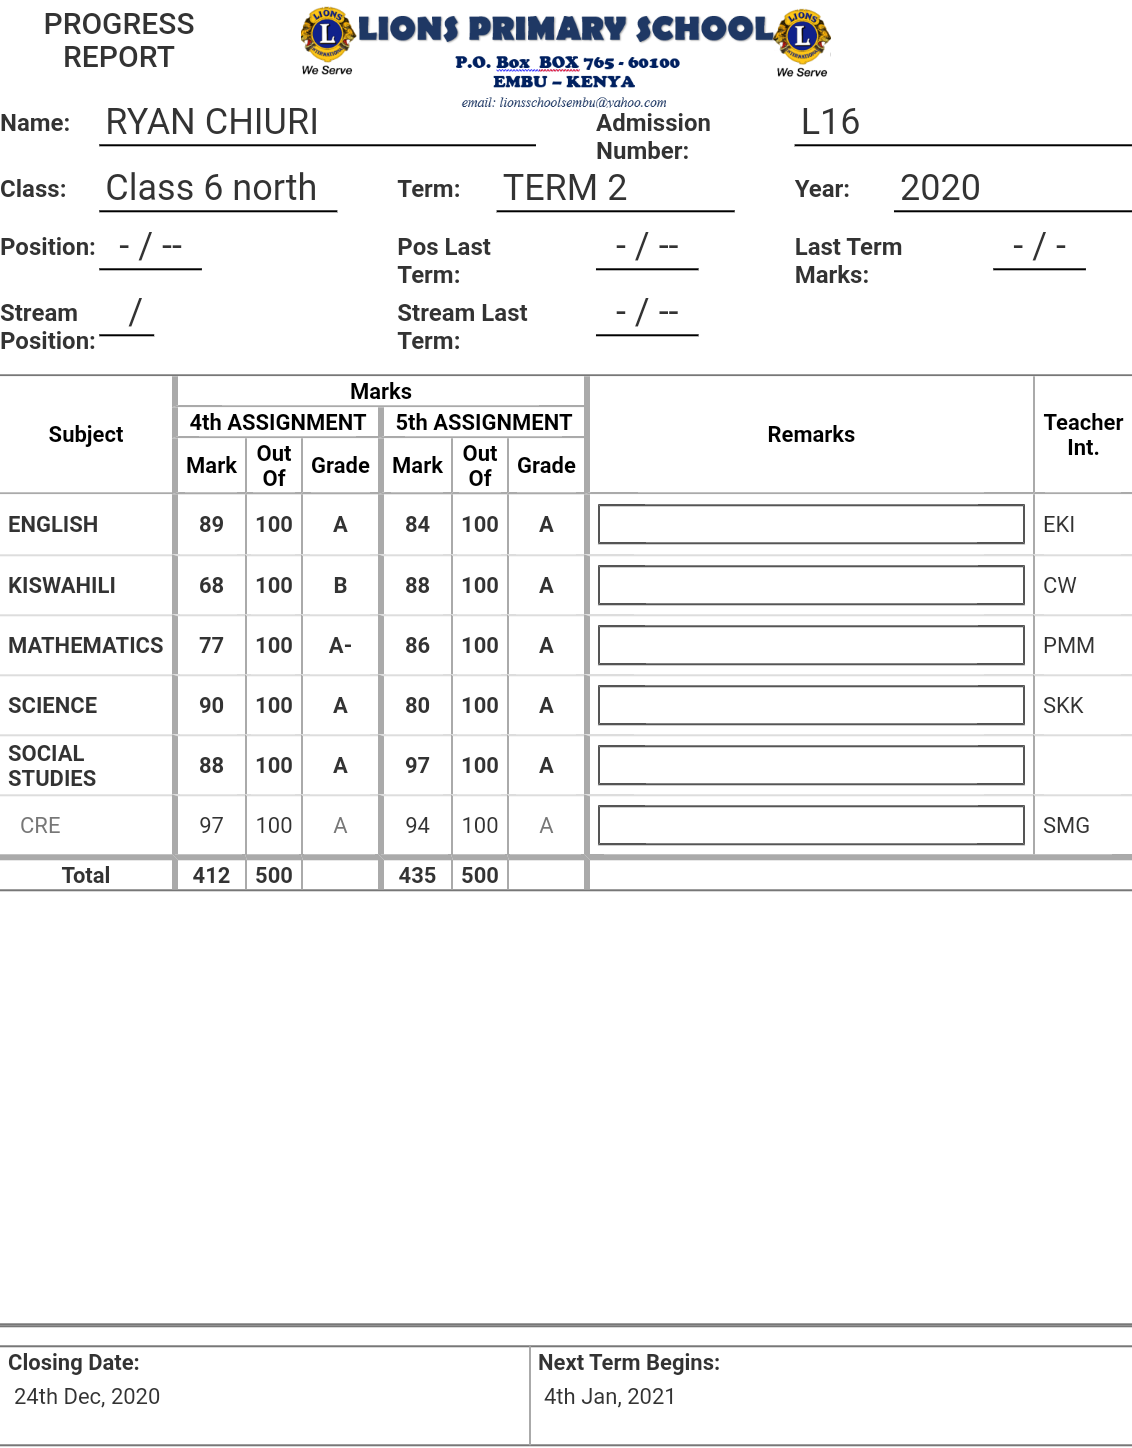 PROGRESS
REPORT
LIONS PRIMARY SCHOOL
We Serve
We Serve
P.O. Box BOX 765 - 60100
EMBU – KENYA
email: lionsschoolsembu@yahoo.com
Name: RYAN CHIURI Admission Number: L16
Class: Class 6 north Term: TERM 2 Year: 2020
Position: - / -- Pos Last Term: - / -- Last Term Marks: - / -
Stream Position: / Stream Last Term: - / --
Subject Marks Remarks Teacher Int.
4th ASSIGNMENT 5th ASSIGNMENT
Mark Out Of Grade Mark Out Of Grade
ENGLISH 89 100 A 84 100 A EKI
KISWAHILI 68 100 B 88 100 A CW
MATHEMATICS 77 100 A- 86 100 A PMM
SCIENCE 90 100 A 80 100 A SKK
SOCIAL STUDIES 88 100 A 97 100 A
CRE 97 100 A 94 100 A SMG
Total 412 500 435 500
Closing Date: Next Term Begins:
24th Dec, 2020 4th Jan, 2021